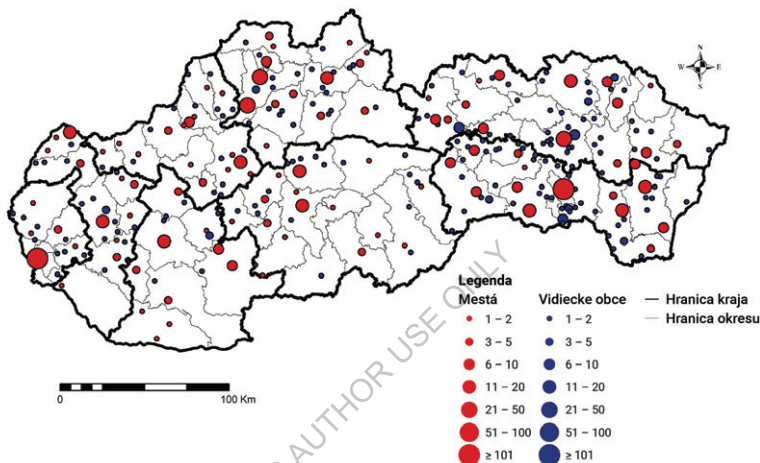 N
W E
S
Legenda
Mestá Vidiecke obce Hranica kraja
1 – 2 1 – 2 Hranica okresu
3 – 5 3 – 5
6 – 10 6 – 10
11 – 20 11 – 20
21 – 50 21 – 50
51 – 100 51 – 100
≥ 101 ≥ 101
0 100 Km
AUTHOR USE ONLY